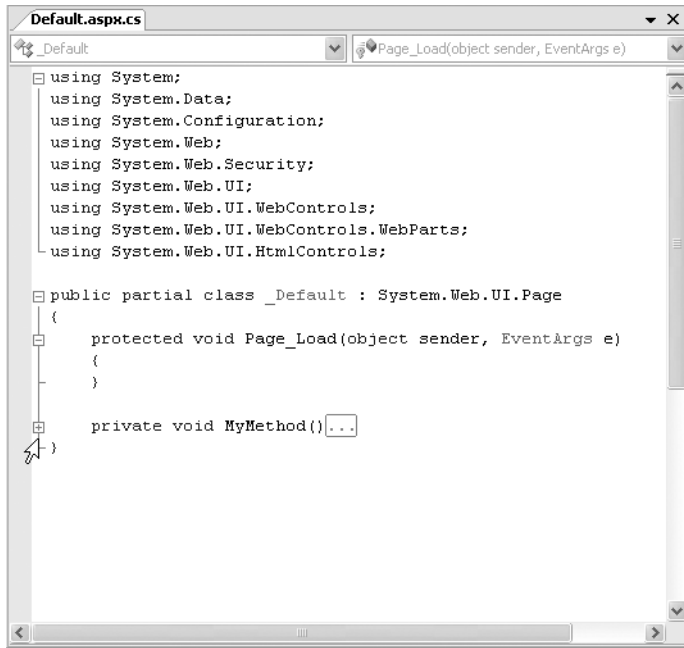 Default.aspx.cs
_Default
Page_Load(object sender, EventArgs e)
using System;
using System.Data;
using System.Configuration;
using System.Web;
using System.Web.Security;
using System.Web.UI;
using System.Web.UI.WebControls;
using System.Web.UI.WebControls.WebParts;
using System.Web.UI.HtmlControls;
public partial class _Default : System.Web.UI.Page
{
protected void Page_Load(object sender, EventArgs e)
{
}
private void MyMethod()...
}